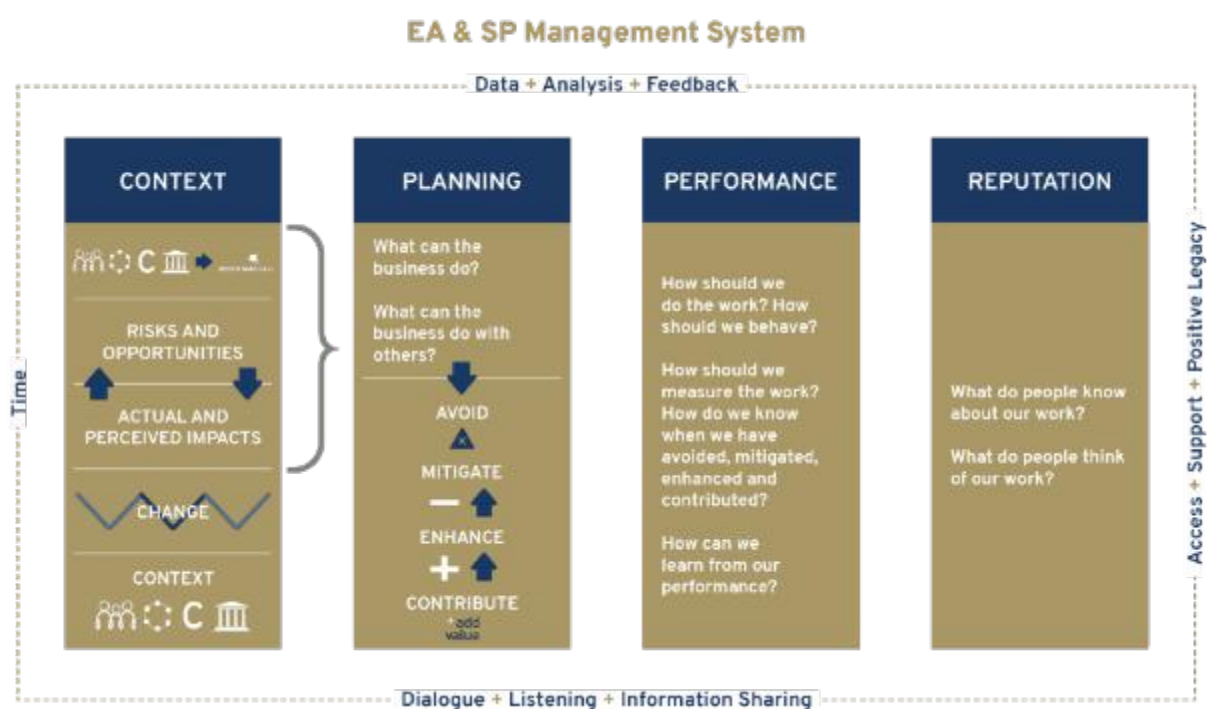 EA & SP Management System
Data + Analysis + Feedback
Time
CONTEXT
C
RISKS AND
OPPORTUNITIES
ACTUAL AND
PERCEIVED IMPACTS
CHANGE
CONTEXT
C
PLANNING
What can the
business do?
What can the
business do with
others?
AVOID
MITIGATE
ENHANCE
CONTRIBUTE
+add
value
PERFORMANCE
How should we
do the work? How
should we behave?
How should we
measure the work?
How do we know
when we have
avoided, mitigated,
enhanced and
contributed?
How can we
learn from our
performance?
REPUTATION
What do people know
about our work?
What do people think
of our work?
Access + Support + Positive Legacy
Dialogue + Listening + Information Sharing